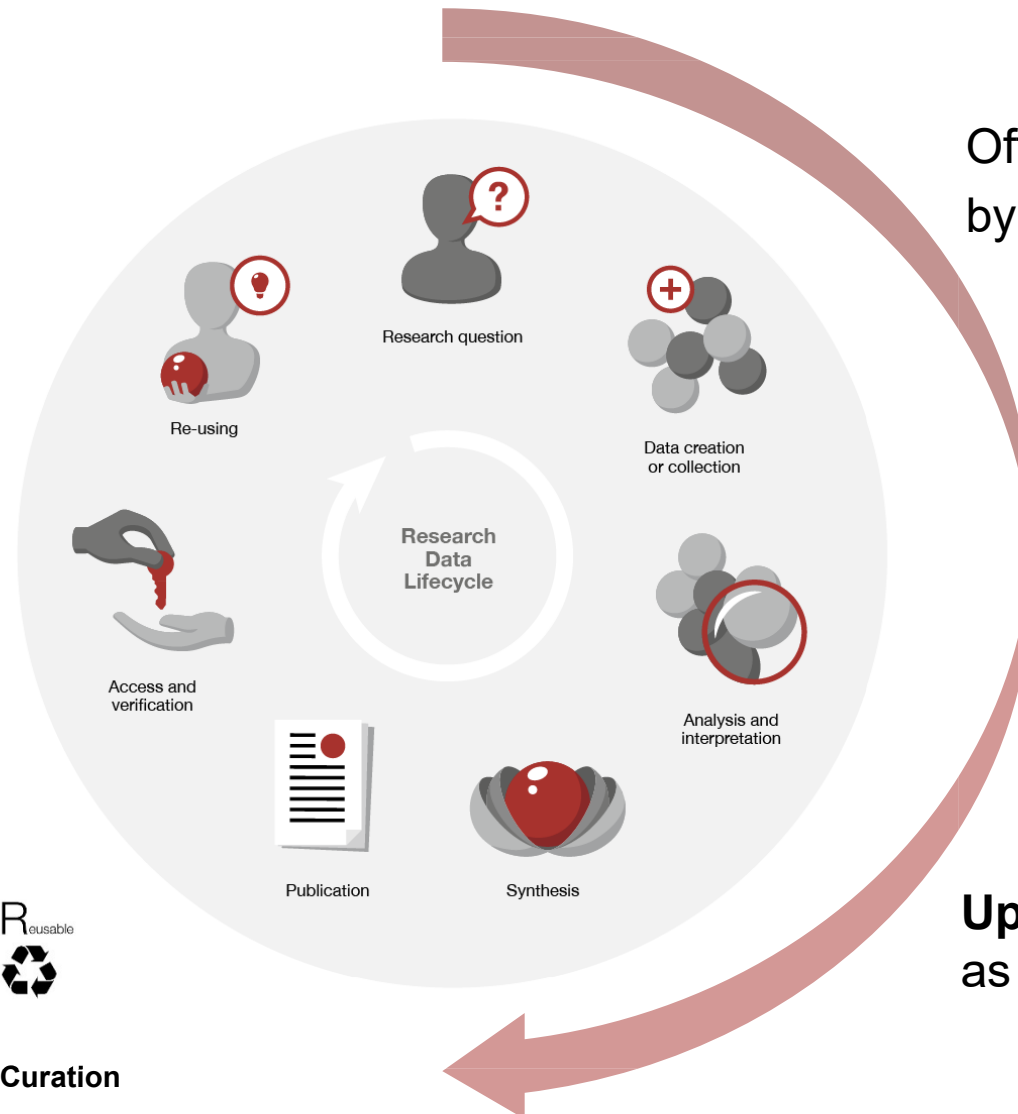 Of
by
?
Research question
Re-using
Data creation
or collection
Research
Data
Lifecycle
Access and
verification
Analysis and
interpretation
Publication
Synthesis
Reusable
Up
as
Curation